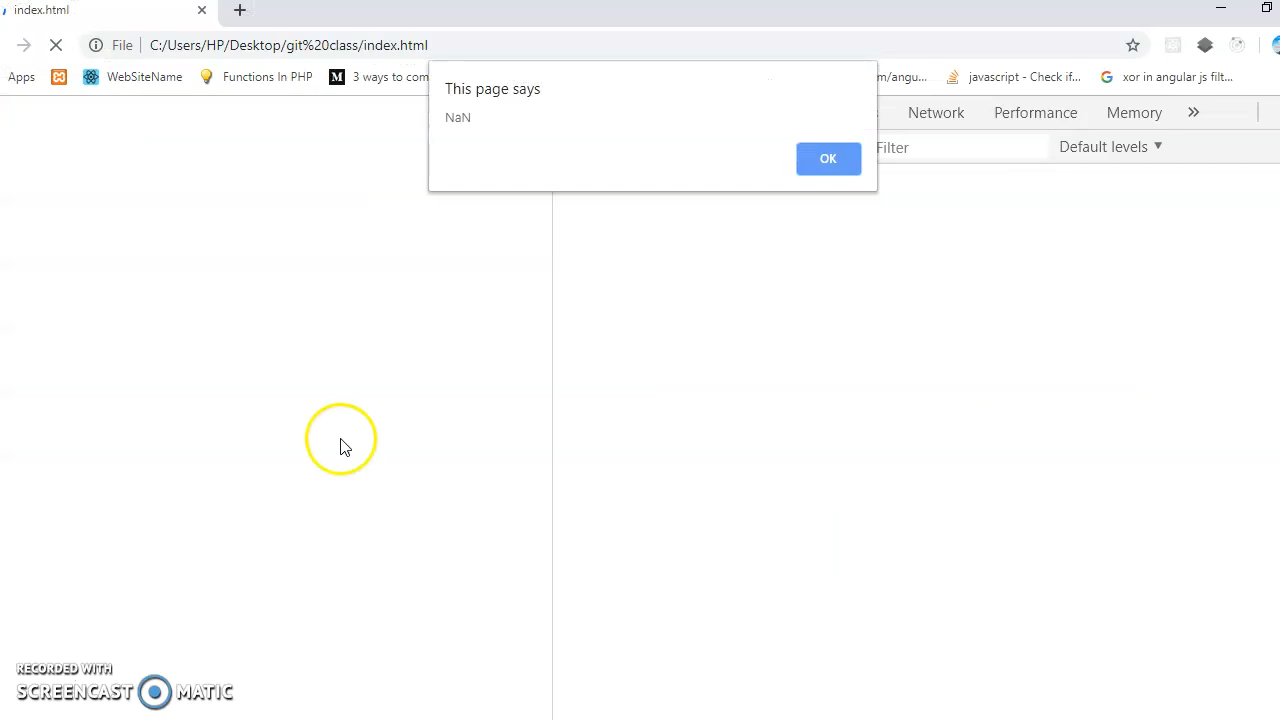 index.html
File C:/Users/HP/Desktop/git%20class/index.html
Apps WebSiteName Functions In PHP M 3 ways to com m/angu... javascript - Check if... G xor in angular js filt...
This page says
NaN
OK
Network Performance Memory »
Filter Default levels ▼
RECORDED WITH
SCREENCAST MATIC